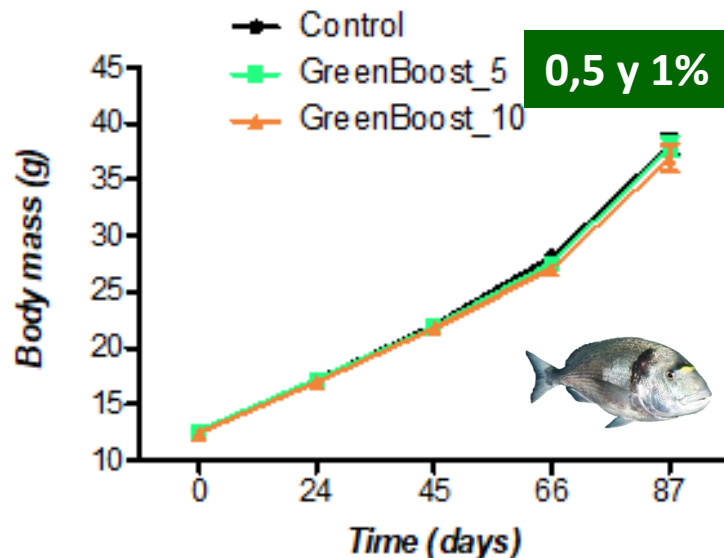 Control
GreenBoost_5
GreenBoost_10
0,5 y 1%
45
40
35
30
25
20
15
10
Body mass (g)
0 24 45 66 87
Time (days)